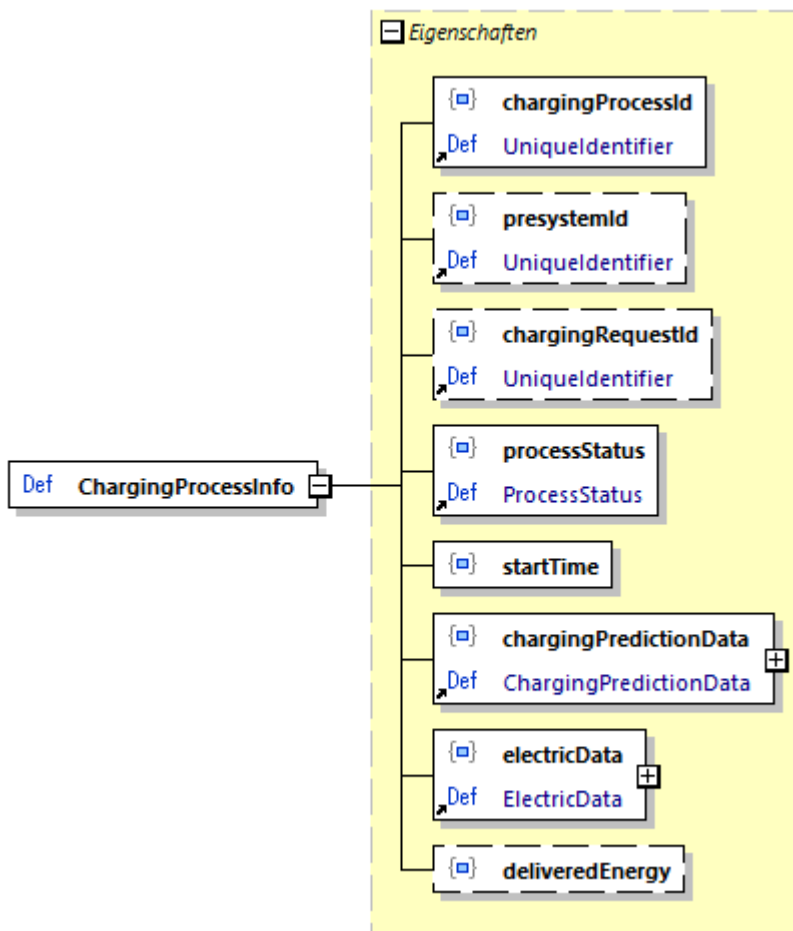 Eigenschaften
chargingProcessId
Def UniqueIdentifier
presystemId
Def UniqueIdentifier
chargingRequestId
Def UniqueIdentifier
processStatus
Def ProcessStatus
Def ChargingProcessInfo
startTime
chargingPredictionData
Def ChargingPredictionData
electricData
Def ElectricData
deliveredEnergy